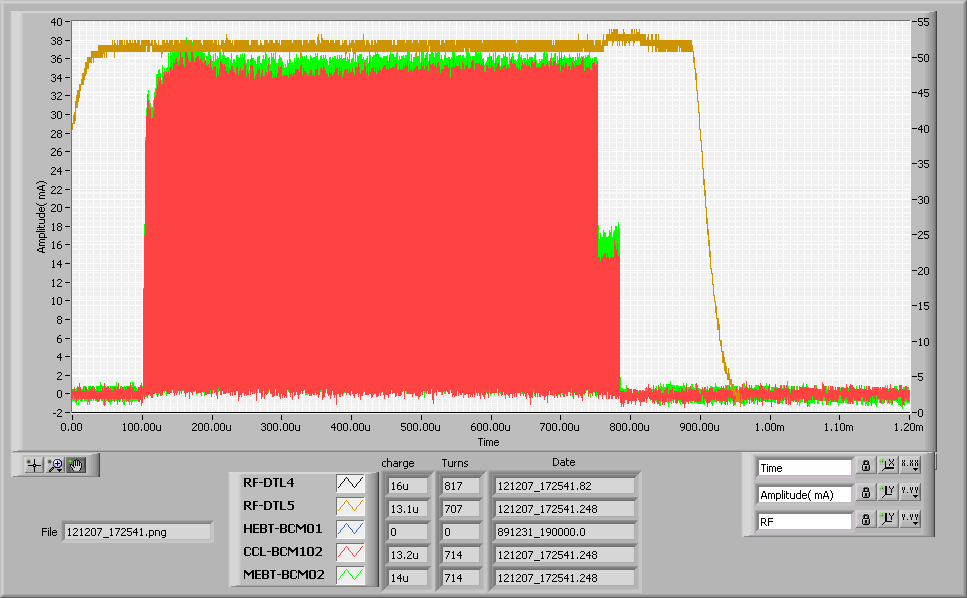 40
38
36
34
32
30
28
26
24
22
20
18
16
14
12
10
8
6
4
2
0
-2
Amplitude( mA)
55
50
45
40
35
30
25
20
15
10
5
0
0.00 100.00u 200.00u 300.00u 400.00u 500.00u 600.00u 700.00u 800.00u 900.00u 1.00m 1.10m 1.20m
Time
charge Turns Date
RF-DTL4 16u 817 121207_172541.82
RF-DTL5 13.1u 707 121207_172541.248
HEBT-BCM01 0 0 891231_190000.0
CCL-BCM102 13.2u 714 121207_172541.248
MEBT-BCM02 14u 714 121207_172541.248
File 121207_172541.png
Time X X.XX
Amplitude( mA) Y Y.YY
RF Y Y.YY